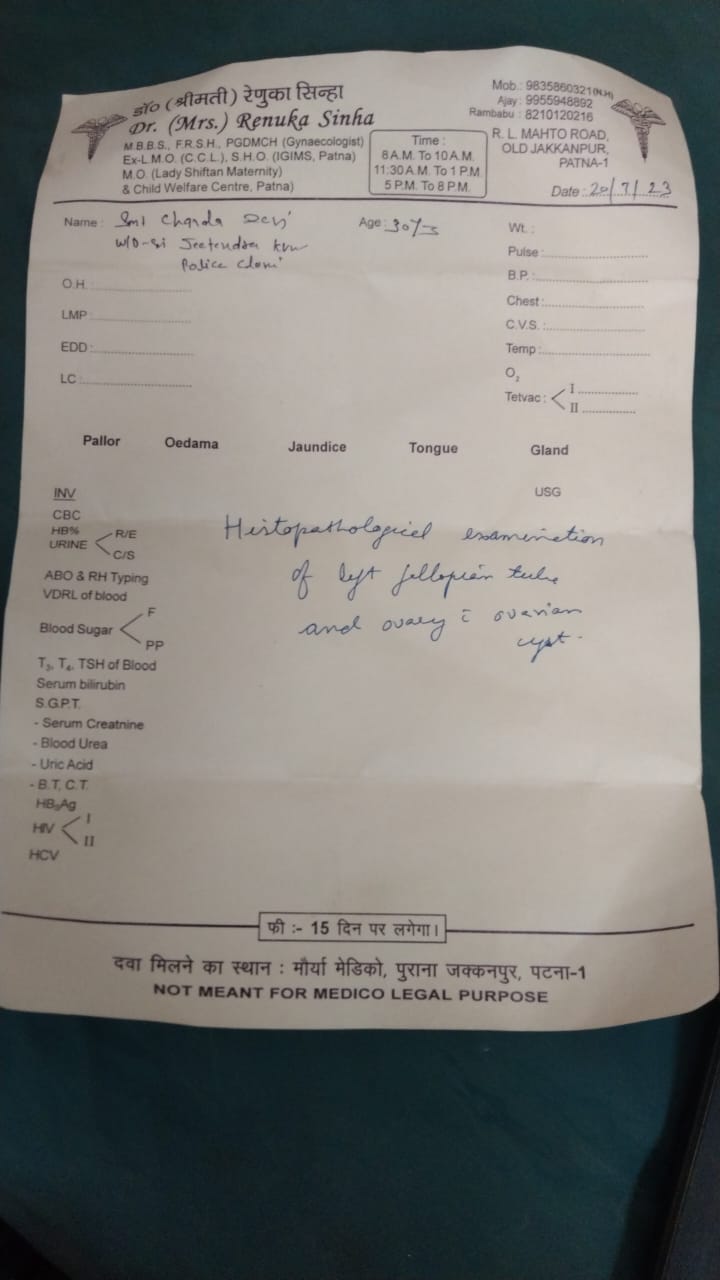 डॉ० (श्रीमती) रेणुका सिन्हा
Dr. (Mrs.) Renuka Sinha
M.B.B.S., F.R.S.H., PGDMCH (Gynaecologist)
Ex-L.M.O. (C.C.L.), S.H.O. (IGIMS, Patna)
M.O. (Lady Shiftan Maternity)
& Child Welfare Centre, Patna)
Time :
8 A.M. To 10 A.M.
11:30 A.M. To 1 P.M
5 P.M. To 8 P.M.
Mob.: 9835860321(R.H)
Ajay : 9955948892
Rambabu : 8210120216
R. L. MAHTO ROAD,
OLD JAKKANPUR,
PATNA-1
Date : 20/7/23
Name : Smt Chanda Devi
Age : 30 Yrs
W/O-Sri Jeetendra Kr
Police
Wt. :
Pulse :
B.P. :
Chest :
C.V.S. :
Temp :
O₂
Tetvac : I
II
O.H.
LMP
EDD :
LC :
Pallor Oedama Jaundice Tongue Gland
INV USG
CBC
HB%
URINE R/E
C/S
ABO & RH Typing
VDRL of blood
Blood Sugar F
PP
T₃, T₄, TSH of Blood
Serum bilirubin
S.G.P.T.
- Serum Creatnine
- Blood Urea
- Uric Acid
- B.T, C.T.
HBₛAg
HIV I
II
HCV
Histopathological examination
of left fellopian tube
and ovary c̄ ovarian
cyst.
फी :- 15 दिन पर लगेगा।
दवा मिलने का स्थान : मौर्या मेडिको, पुराना जक्कनपुर, पटना-1
NOT MEANT FOR MEDICO LEGAL PURPOSE